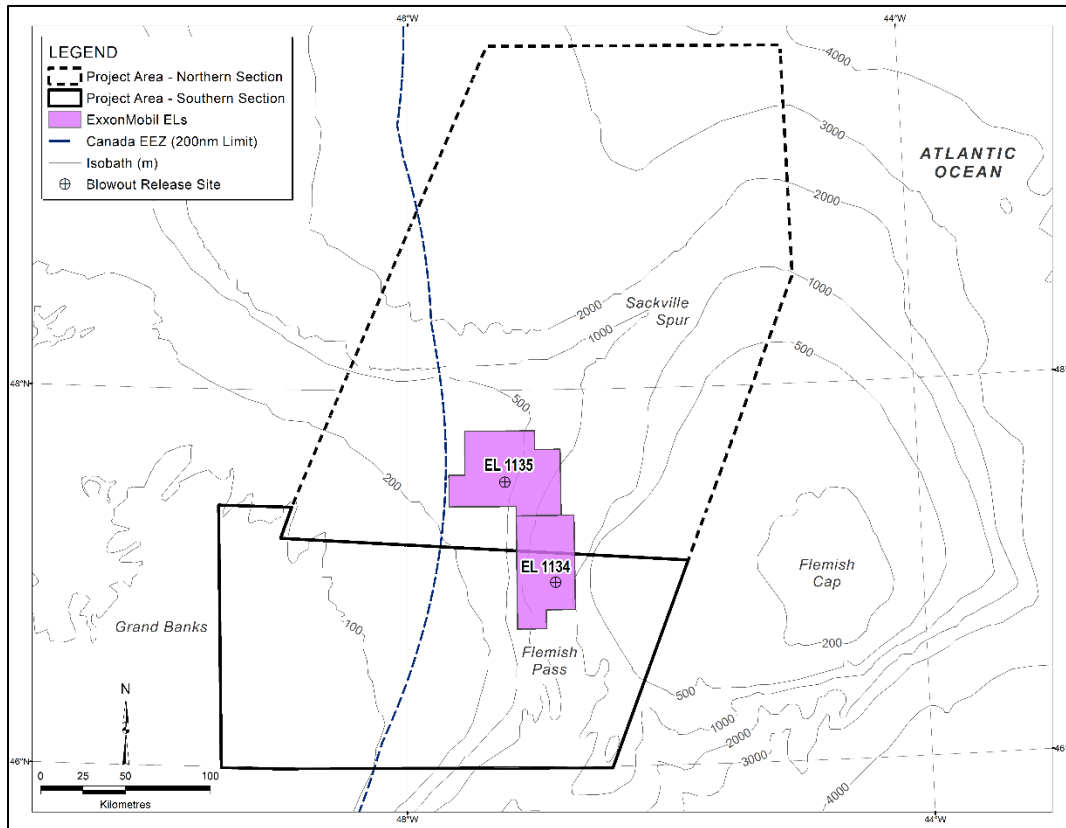 48°W
44°W
LEGEND
Project Area - Northern Section
Project Area - Southern Section
ExxonMobil ELs
Canada EEZ (200nm Limit)
Isobath (m)
Blowout Release Site
4000
3000
ATLANTIC
OCEAN
2000
1000
Sackville
Spur
2000
1000
500
48°N
48°
500
EL 1135
200
EL 1134
Flemish
Cap
Grand Banks
100
Flemish
Pass
200
500
1000
2000
3000
4000
N
46°N
46°
0
25
50
100
Kilometres
48°W
44°W